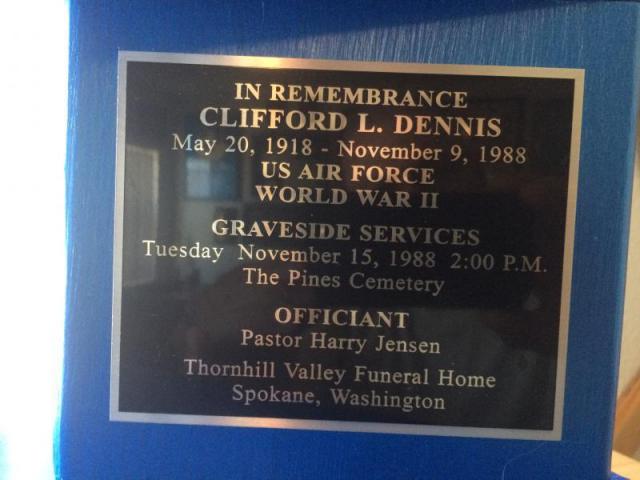 IN REMEMBRANCE
CLIFFORD L. DENNIS
May 20, 1918 - November 9, 1988
US AIR FORCE
WORLD WAR II
GRAVESIDE SERVICES
Tuesday November 15, 1988 2:00 P.M.
The Pines Cemetery
OFFICIANT
Pastor Harry Jensen
Thornhill Valley Funeral Home
Spokane, Washington